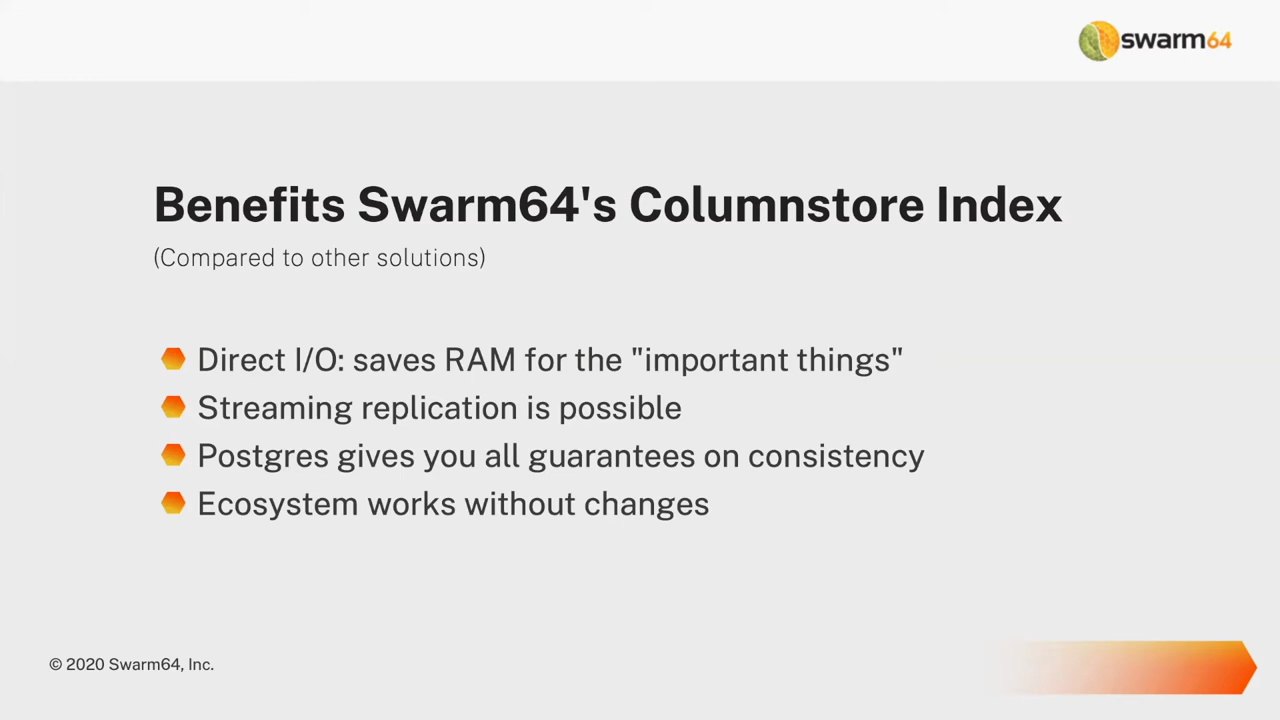 swarm64
Benefits Swarm64's Columnstore Index
(Compared to other solutions)
Direct I/O: saves RAM for the "important things"
Streaming replication is possible
Postgres gives you all guarantees on consistency
Ecosystem works without changes
© 2020 Swarm64, Inc.